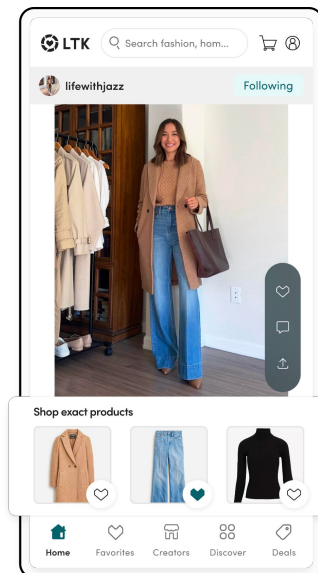 LTK
Search fashion, hom...
lifewithjazz
Following
Shop exact products
Home
Favorites
Creators
Discover
Deals